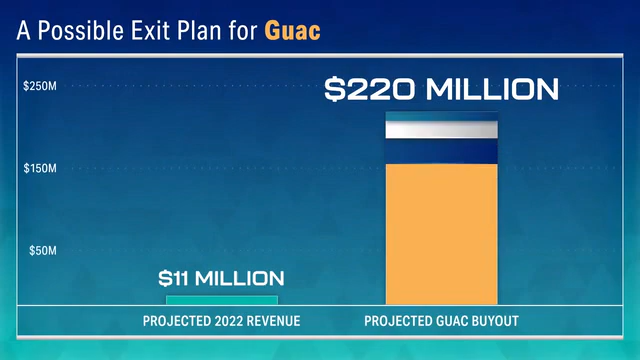 A Possible Exit Plan for Guac
$250M
$220 MILLION
$150M
$50M
$11 MILLION
PROJECTED 2022 REVENUE
PROJECTED GUAC BUYOUT